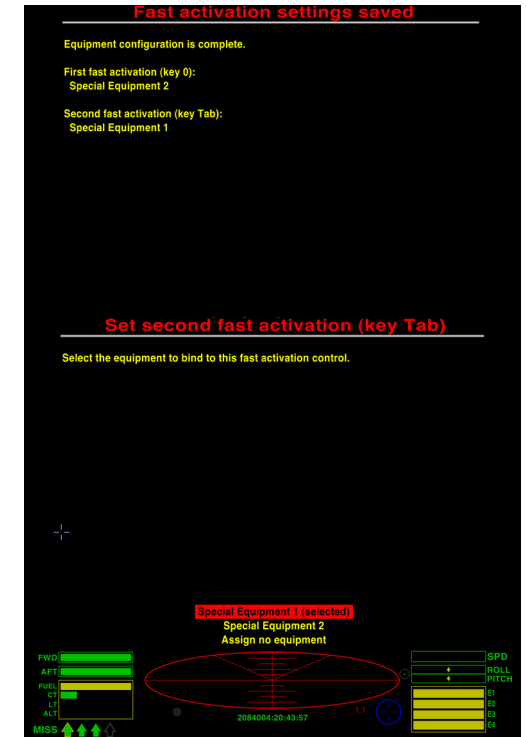 Fast activation settings saved
Equipment configuration is complete.
First fast activation (key 0):
Special Equipment 2
Second fast activation (key Tab):
Special Equipment 1
Set second fast activation (key Tab)
Select the equipment to bind to this fast activation control.
Special Equipment 1 (selected)
Special Equipment 2
Assign no equipment
FWD
AFT
FUEL
CT
LT
ALT
MISS
2084004:20:43:57
1:1
SPD
ROLL
PITCH
E1
E2
E3
E4